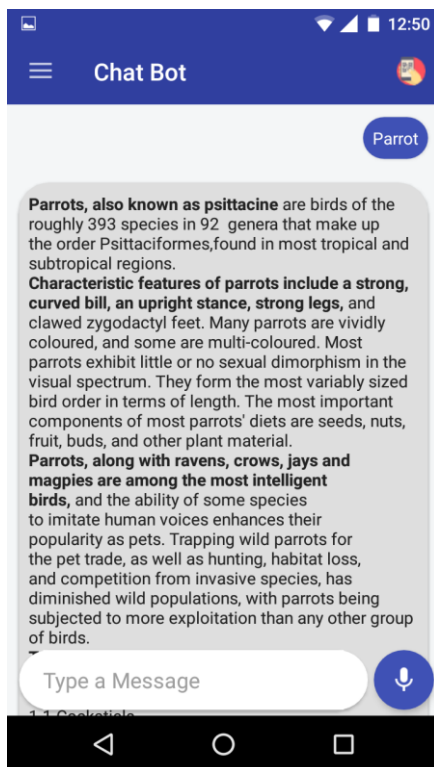 12:50
Chat Bot
Parrot
Parrots, also known as psittacine are birds of the
roughly 393 species in 92 genera that make up
the order Psittaciformes,found in most tropical and
subtropical regions.
Characteristic features of parrots include a strong,
curved bill, an upright stance, strong legs, and
clawed zygodactyl feet. Many parrots are vividly
coloured, and some are multi-coloured. Most
parrots exhibit little or no sexual dimorphism in the
visual spectrum. They form the most variably sized
bird order in terms of length. The most important
components of most parrots' diets are seeds, nuts,
fruit, buds, and other plant material.
Parrots, along with ravens, crows, jays and
magpies are among the most intelligent
birds, and the ability of some species
to imitate human voices enhances their
popularity as pets. Trapping wild parrots for
the pet trade, as well as hunting, habitat loss,
and competition from invasive species, has
diminished wild populations, with parrots being
subjected to more exploitation than any other group
of birds.
Type a Message